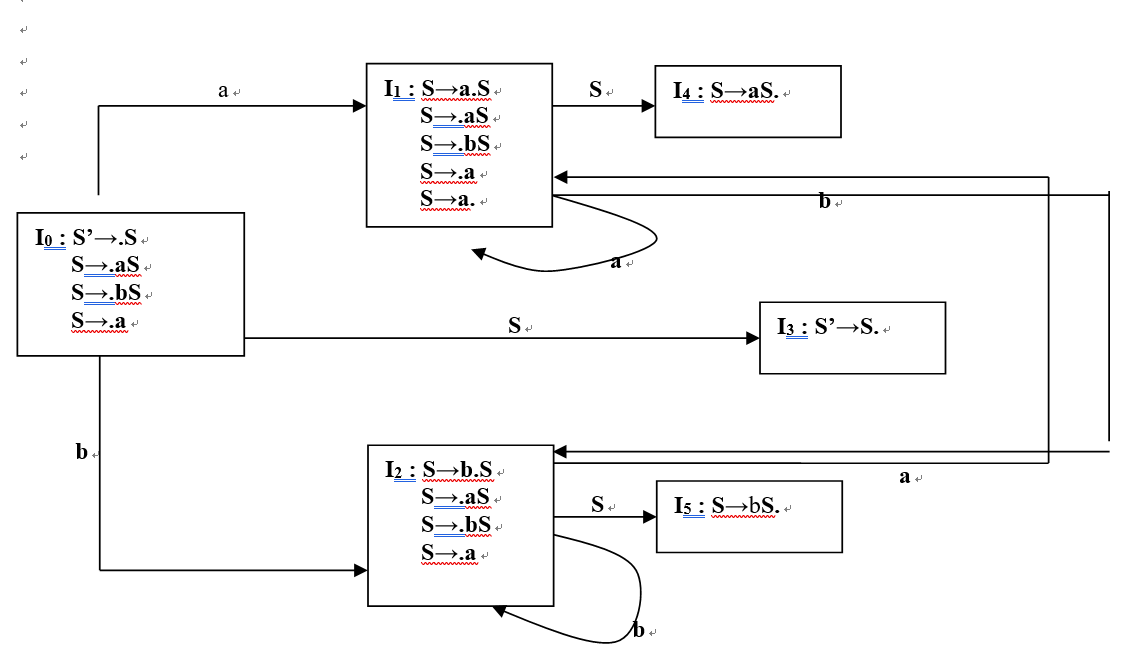 a
I₁ : S→a.S
S→.aS
S→.bS
S→.a
S→a.
S
I₄ : S→aS.
b
a
I₀ : S’→.S
S→.aS
S→.bS
S→.a
S
I₃ : S’→S.
b
I₂ : S→b.S
S→.aS
S→.bS
S→.a
a
S
I₅ : S→bS.
b